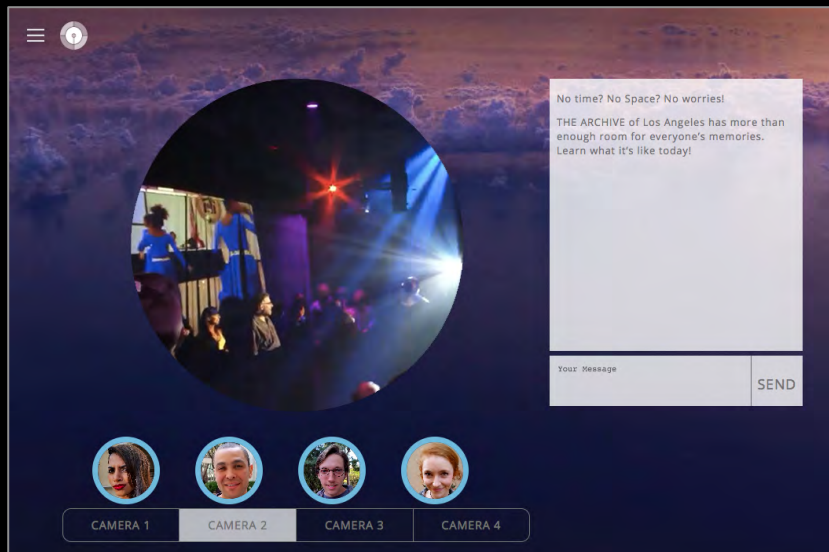 No time? No Space? No worries!
THE ARCHIVE of Los Angeles has more than
enough room for everyone's memories.
Learn what it's like today!
Your Message
SEND
CAMERA 1
CAMERA 2
CAMERA 3
CAMERA 4